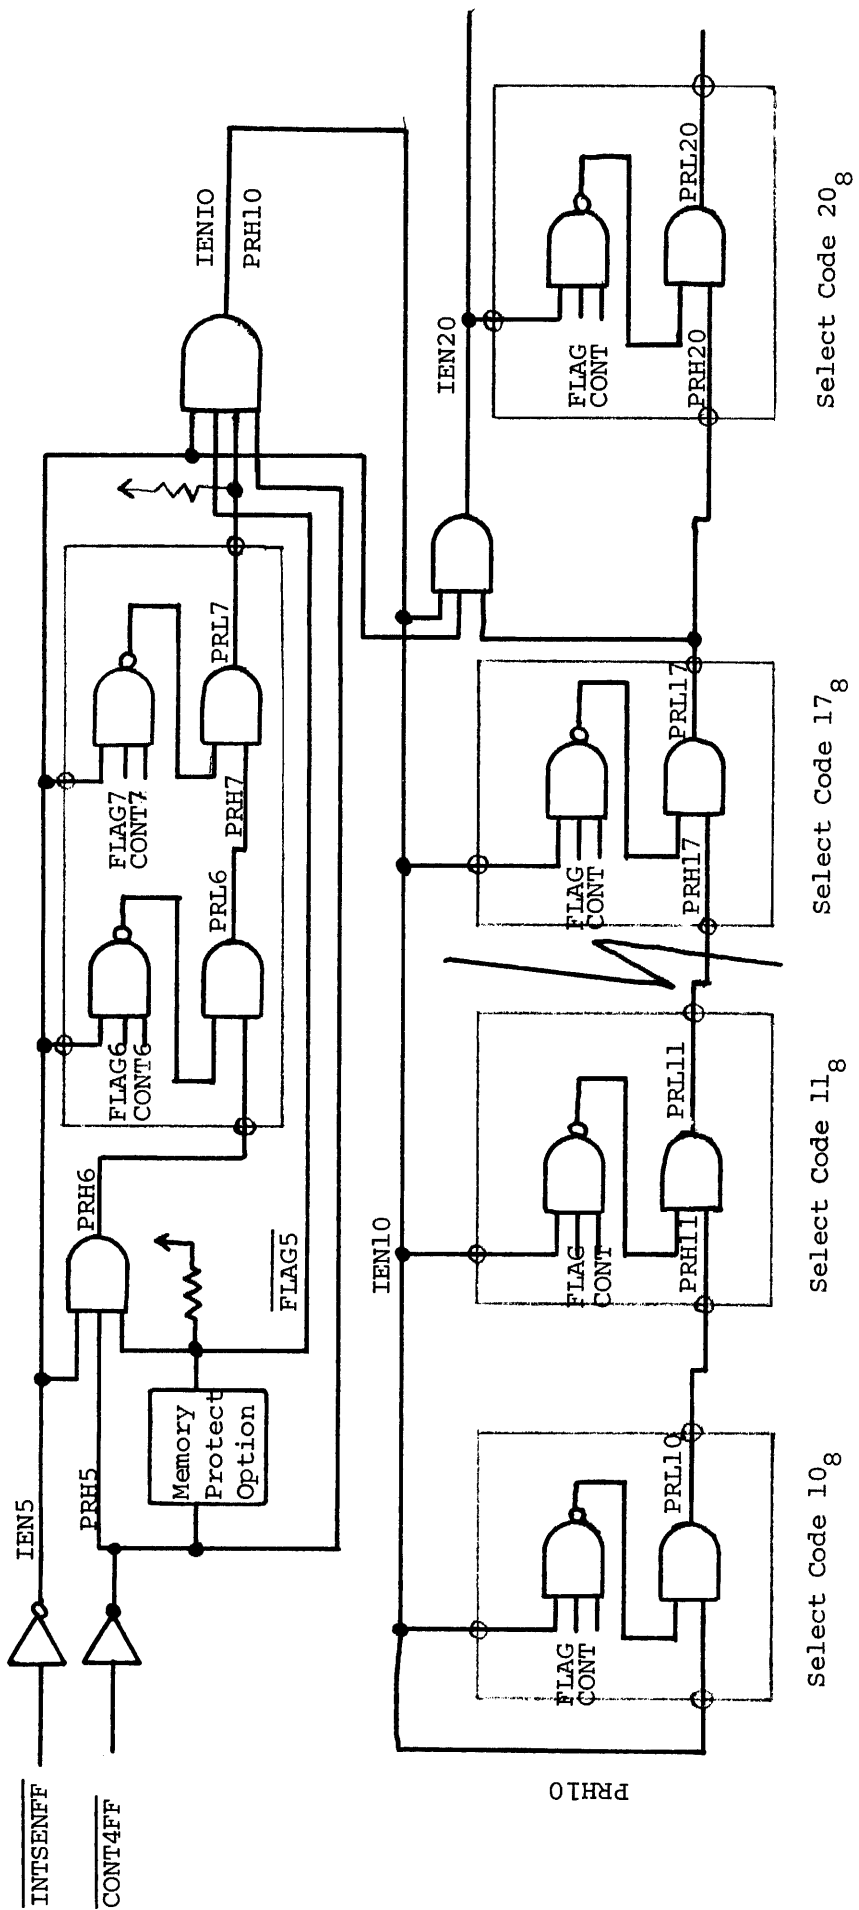 INTSENFF
CONT4FF
IEN5
PRH5
Memory
Protect
Option
PRH6
FLAG5
FLAG6
CONT6
PRL6
PRH7
FLAG7
CONT7
PRL7
IENIO
PRH10
PRH10
IEN10
FLAG
CONT
PRL10
Select Code 10₈
PRH11
FLAG
CONT
PRL11
Select Code 11₈
PRH17
FLAG
CONT
PRL17
Select Code 17₈
IEN20
PRH20
FLAG
CONT
PRL20
Select Code 20₈